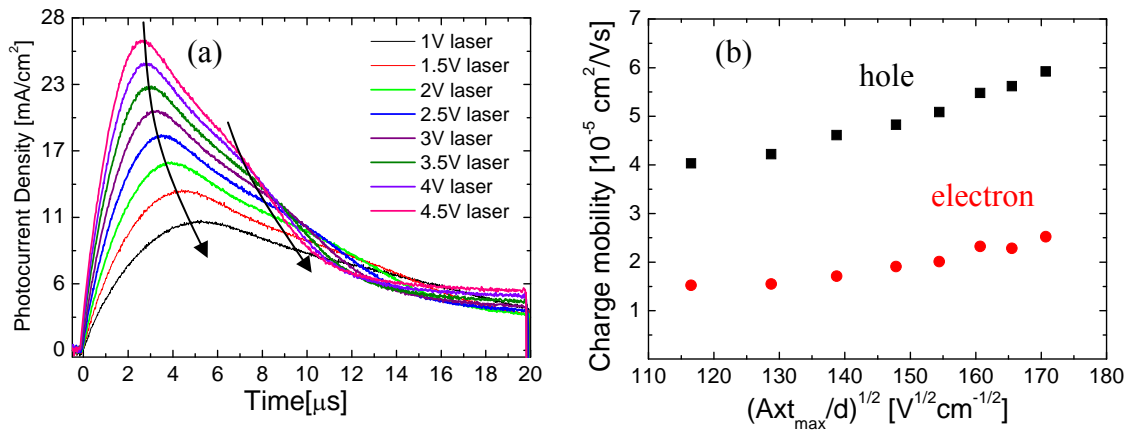 (a)
Photocurrent Density [mA/cm²]
28
23
17
11
6
0
1V laser
1.5V laser
2V laser
2.5V laser
3V laser
3.5V laser
4V laser
4.5V laser
0 2 4 6 8 10 12 14 16 18 20
Time[μs]
(b)
Charge mobility [10⁻⁵ cm²/Vs]
7
6
5
4
3
2
1
hole
electron
110 120 130 140 150 160 170 180
(Axt_max/d)^1/2 [V^1/2cm^-1/2]